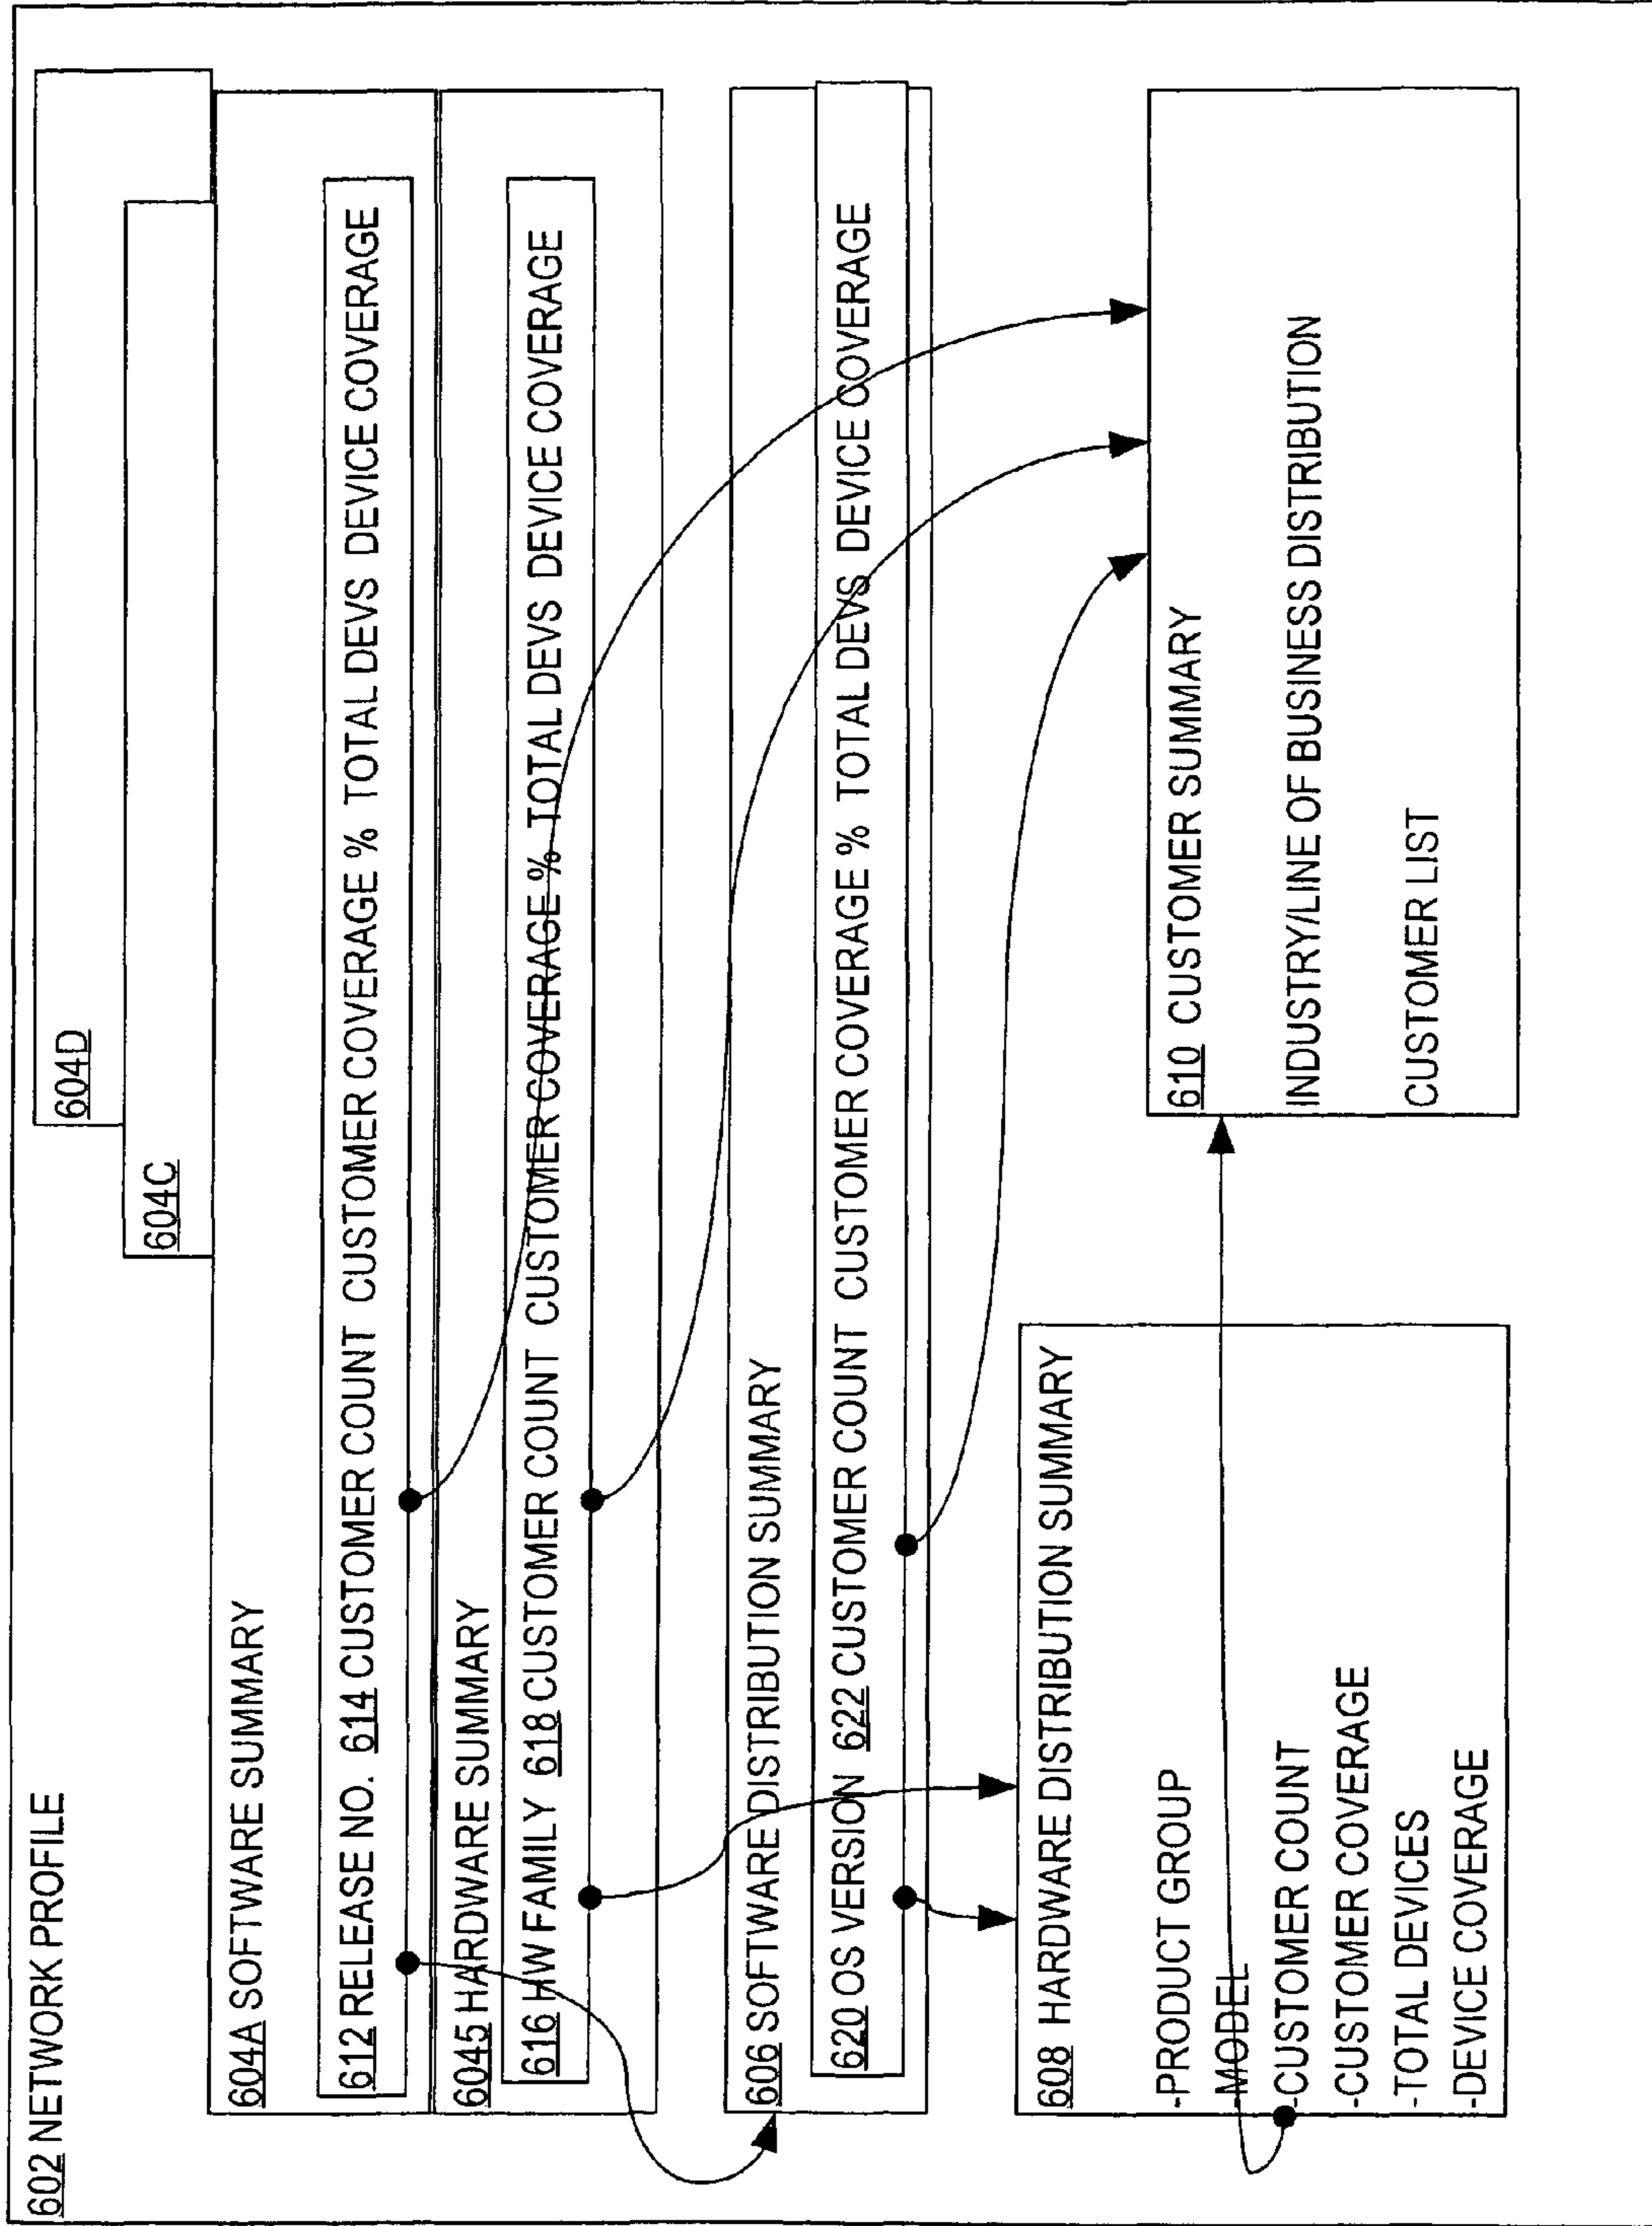 602 NETWORK PROFILE
604D
604C
604A SOFTWARE SUMMARY
612 RELEASE NO. 614 CUSTOMER COUNT CUSTOMER COVERAGE % TOTAL DEVS DEVICE COVERAGE
6045 HARDWARE SUMMARY
616 HW FAMILY 618 CUSTOMER COUNT CUSTOMER COVERAGE % TOTAL DEVS DEVICE COVERAGE
606 SOFTWARE DISTRIBUTION SUMMARY
620 OS VERSION 622 CUSTOMER COUNT CUSTOMER COVERAGE % TOTAL DEVS DEVICE COVERAGE
608 HARDWARE DISTRIBUTION SUMMARY
-PRODUCT GROUP
-MODEL
-CUSTOMER COUNT
-CUSTOMER COVERAGE
-TOTAL DEVICES
-DEVICE COVERAGE
610 CUSTOMER SUMMARY
INDUSTRY/LINE OF BUSINESS DISTRIBUTION
CUSTOMER LIST